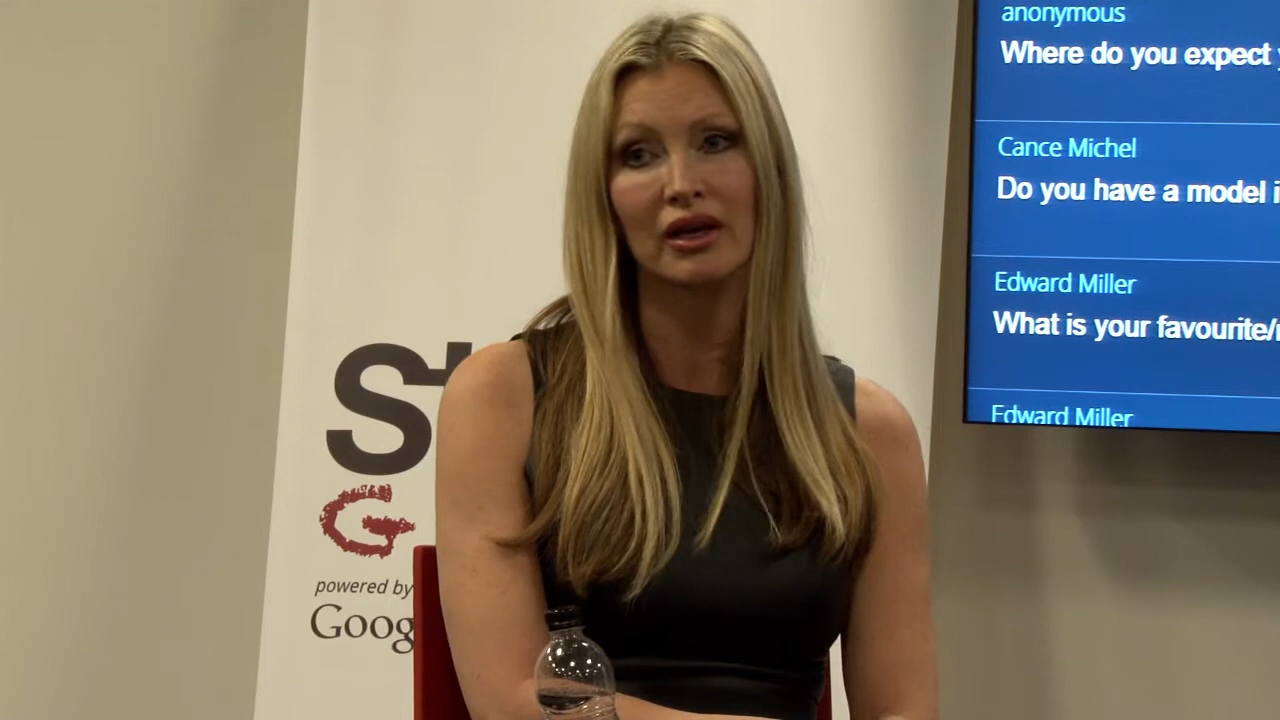 St
G
powered by
Goog
anonymous
Where do you expect
Cance Michel
Do you have a model i
Edward Miller
What is your favourite/
Edward Miller